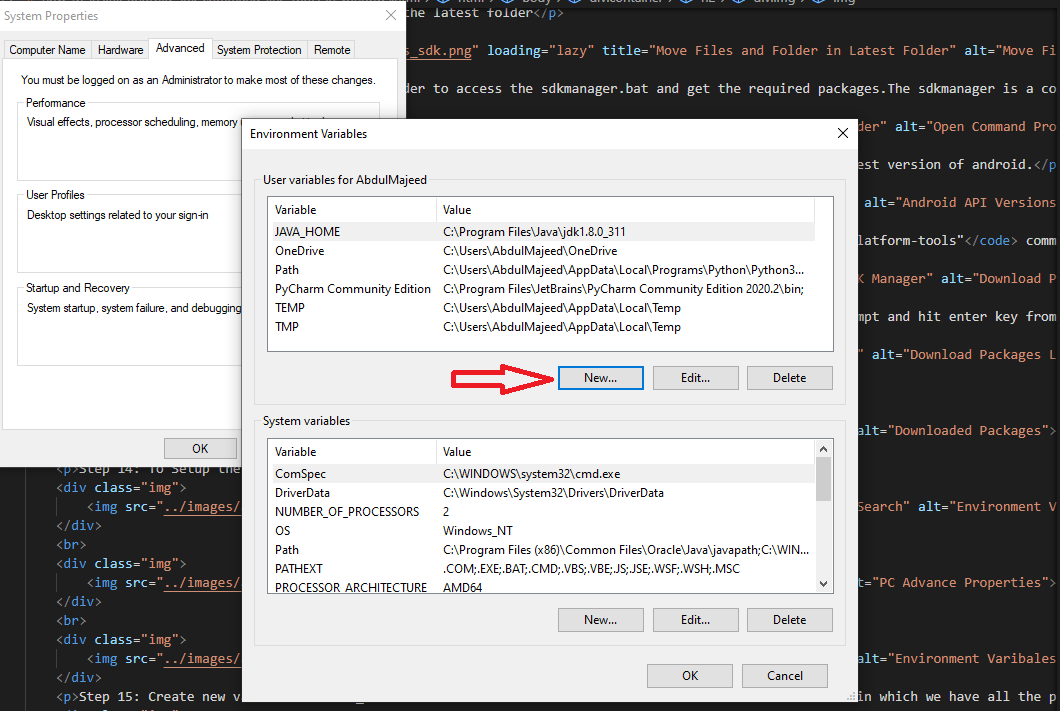 the latest folder</p>
System Properties
s_sdk.png" loading="lazy" title="Move Files and Folder in Latest Folder" alt="Move Fi
Computer Name Hardware Advanced System Protection Remote
You must be logged on as an Administrator to make most of these changes.
der to access the sdkmanager.bat and get the required packages.The sdkmanager is a co
Performance
Visual effects, processor scheduling, memory
der" alt="Open Command Pro
Environment Variables
est version of android.</p
User variables for AbdulMajeed
User Profiles
Desktop settings related to your sign-in
alt="Android API Versions
Variable Value
JAVA_HOME C:\Program Files\Java\jdk1.8.0_311
latform-tools"</code> comm
OneDrive C:\Users\AbdulMajeed\OneDrive
Path C:\Users\AbdulMajeed\AppData\Local\Programs\Python\Python3...
K Manager" alt="Download P
PyCharm Community Edition C:\Program Files\JetBrains\PyCharm Community Edition 2020.2\bin;
Startup and Recovery
System startup, system failure, and debugging
TEMP C:\Users\AbdulMajeed\AppData\Local\Temp
mpt and hit enter key from
TMP C:\Users\AbdulMajeed\AppData\Local\Temp
" alt="Download Packages L
New... Edit... Delete
System variables
alt="Downloaded Packages">
OK
Variable Value
<p>Step 14: To Setup the
ComSpec C:\WINDOWS\system32\cmd.exe
<div class="img">
DriverData C:\Windows\System32\Drivers\DriverData
<img src="../images/
NUMBER_OF_PROCESSORS 2
Search" alt="Environment V
</div>
OS Windows_NT
<br>
Path C:\Program Files (x86)\Common Files\Oracle\Java\javapath;C:\WIN...
<div class="img">
PATHEXT .COM;.EXE;.BAT;.CMD;.VBS;.VBE;.JS;.JSE;.WSF;.WSH;.MSC
<img src="../images/
PROCESSOR_ARCHITECTURE AMD64
t="PC Advance Properties">
</div>
<br>
New... Edit... Delete
<div class="img">
<img src="../images/
alt="Environment Varibales
</div>
OK Cancel
<p>Step 15: Create new va
in which we have all the p